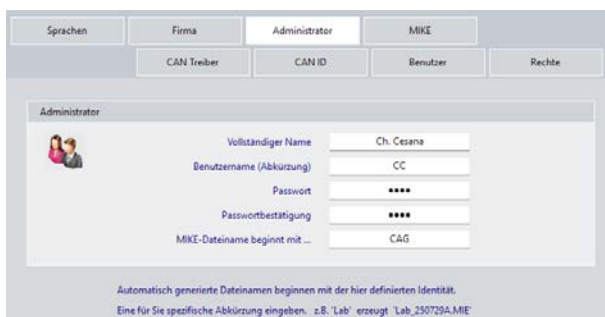 Sprachen Firma Administrator MIKE
CAN Treiber CAN ID Benutzer Rechte
Administrator
Vollständiger Name Ch. Cesana
Benutzername (Abkürzung) CC
Passwort ••••
Passwortbestätigung ••••
MIKE-Dateiname beginnt mit ... CAG
Automatisch generierte Dateinamen beginnen mit der hier definierten Identität.
Eine für Sie spezifische Abkürzung eingeben. z.B. 'Lab' erzeugt 'Lab_250729A.MIE'